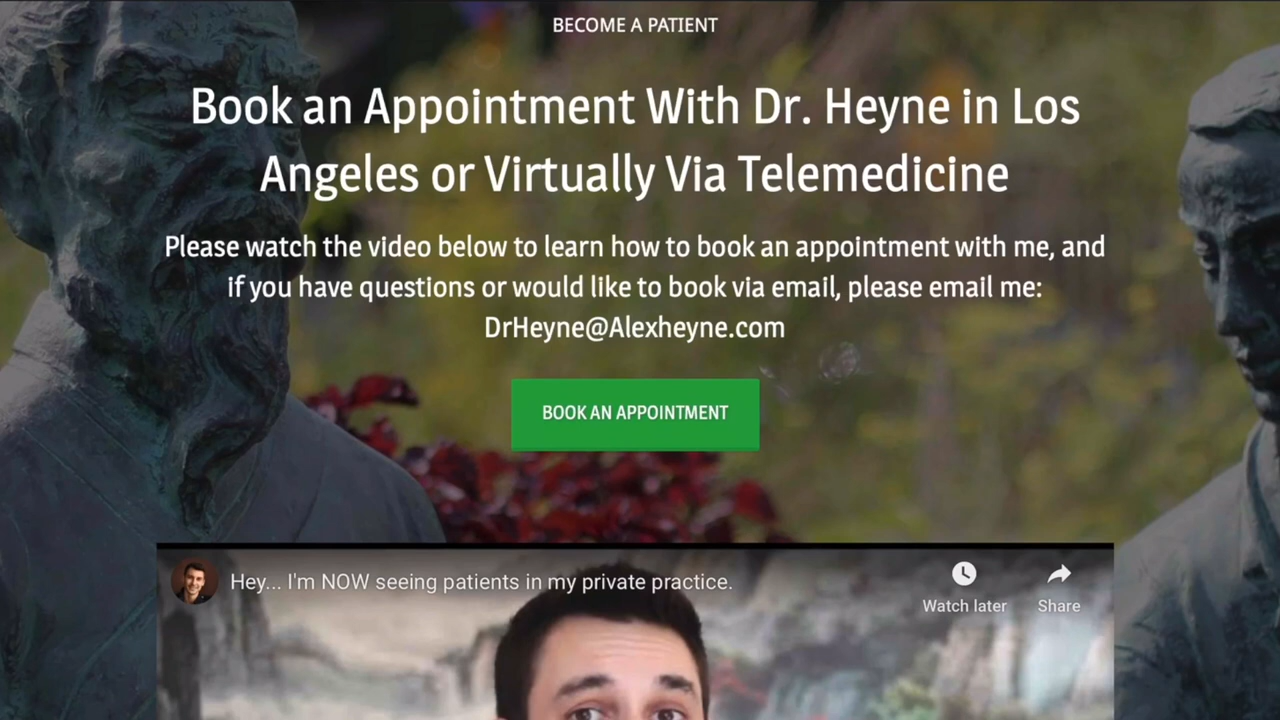 BECOME A PATIENT
Book an Appointment With Dr. Heyne in Los
Angeles or Virtually Via Telemedicine
Please watch the video below to learn how to book an appointment with me, and
if you have questions or would like to book via email, please email me:
DrHeyne@Alexheyne.com
BOOK AN APPOINTMENT
Hey... I'm NOW seeing patients in my private practice.
Watch later
Share